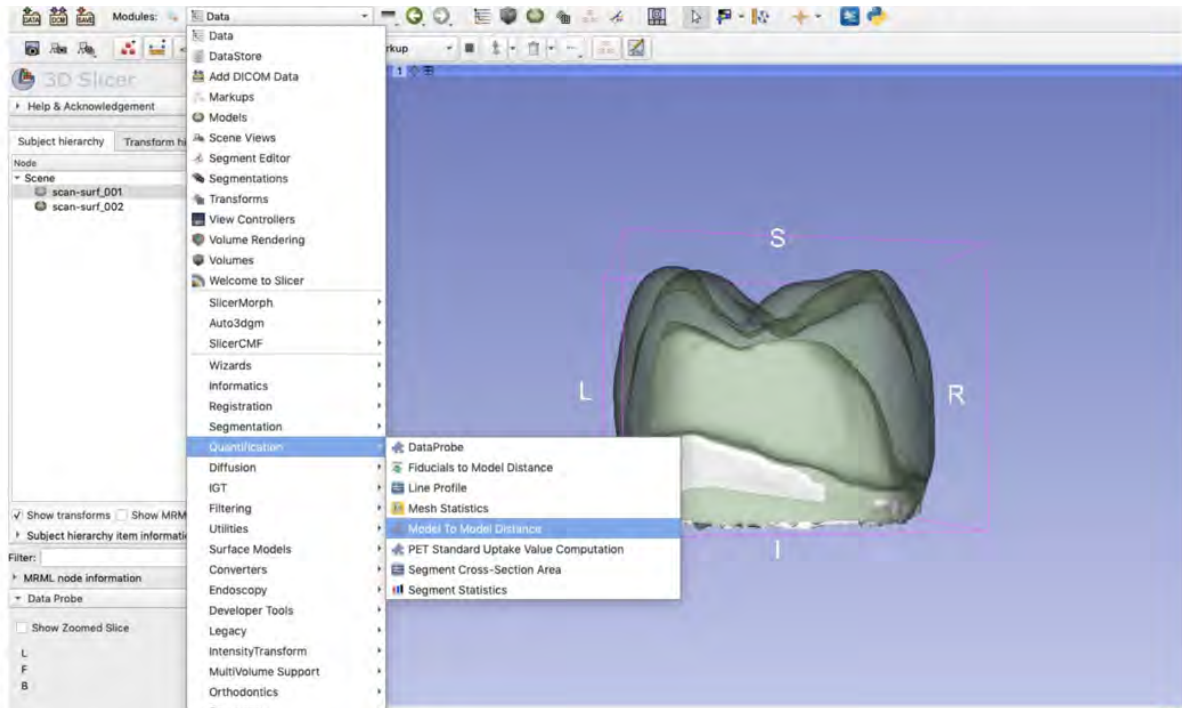 DATA DCM SAVE Modules: Data
Data
DataStore
Add DICOM Data
Markups
Models
Scene Views
Segment Editor
Segmentations
Transforms
View Controllers
Volume Rendering
Volumes
Welcome to Slicer
SlicerMorph
Auto3dgm
SlicerCMF
Wizards
Informatics
Registration
Segmentation
Quantification
Diffusion
IGT
Filtering
Utilities
Surface Models
Converters
Endoscopy
Developer Tools
Legacy
IntensityTransform
MultiVolume Support
Orthodontics
DataProbe
Fiducials to Model Distance
Line Profile
Mesh Statistics
Model To Model Distance
PET Standard Uptake Value Computation
Segment Cross-Section Area
Segment Statistics
3D Slicer
Help & Acknowledgement
Subject hierarchy Transform hi
Node
Scene
scan-surf_001
scan-surf_002
Show transforms Show MRM
Subject hierarchy item informati
Filter:
MRML node information
Data Probe
Show Zoomed Slice
L
F
B
rkup
1
S
L
R
I